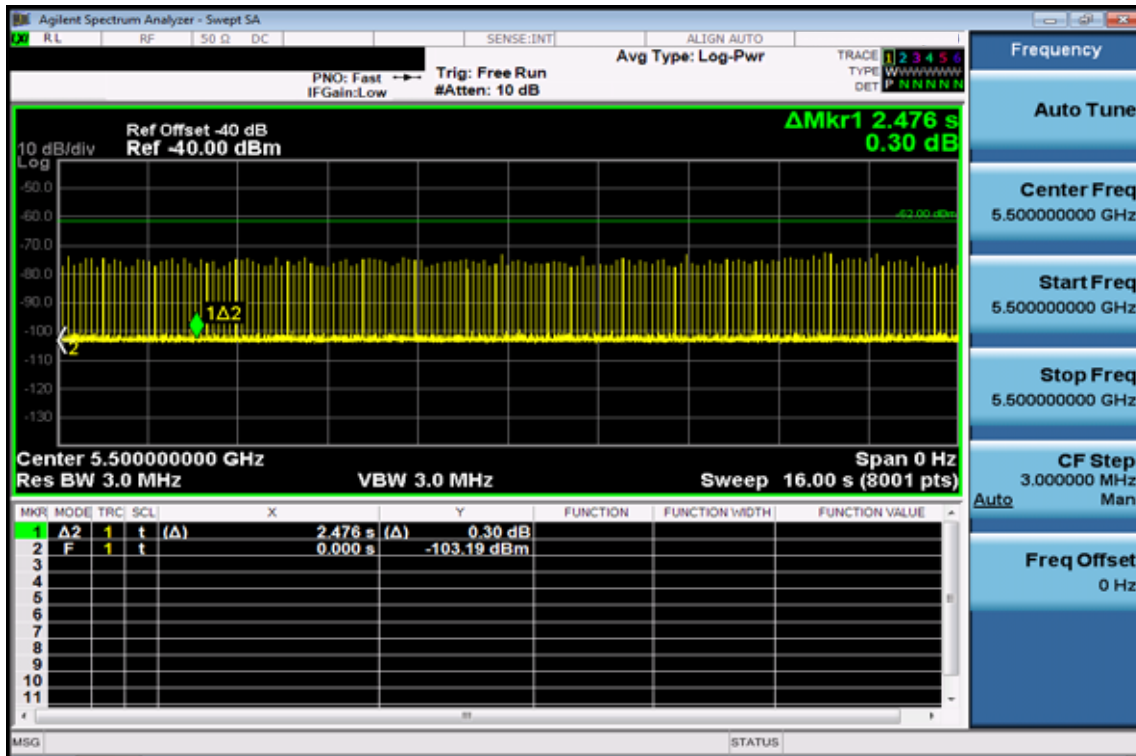 Agilent Spectrum Analyzer - Swept SA
RL RF 50 Ω DC SENSE:INT ALIGN AUTO
Frequency
Avg Type: Log-Pwr
TRACE 1 2 3 4 5 6
PNO: Fast Trig: Free Run
TYPE WWWWWWW
IFGain:Low #Atten: 10 dB
DET P N N N N N
Auto Tune
ΔMkr1 2.476 s
Ref Offset -40 dB
0.30 dB
10 dB/div Ref -40.00 dBm
Log
-50.0
-60.0
-62.00 dBm
-70.0
-80.0
-90.0
1Δ2
-100
2
-110
-120
-130
Center Freq
5.500000000 GHz
Start Freq
5.500000000 GHz
Stop Freq
5.500000000 GHz
Center 5.500000000 GHz Span 0 Hz
Res BW 3.0 MHz VBW 3.0 MHz Sweep 16.00 s (8001 pts)
CF Step
3.000000 MHz
Auto Man
MKR MODE TRC SCL X Y FUNCTION FUNCTION WIDTH FUNCTION VALUE
1 Δ2 1 t (Δ) 2.476 s (Δ) 0.30 dB
2 F 1 t 0.000 s -103.19 dBm
3
4
5
6
7
8
9
10
11
Freq Offset
0 Hz
MSG STATUS